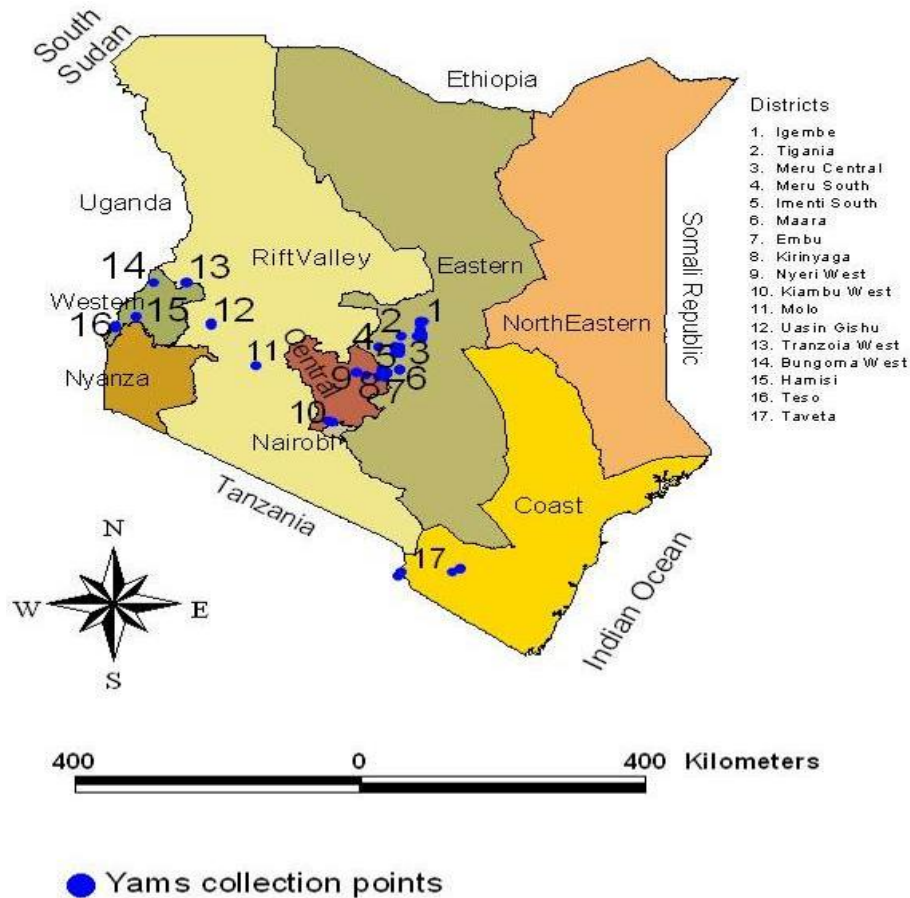 South
Sudan
Ethiopia
Uganda
RiftValley
Eastern
NorthEastern
Somali Republic
Western
Nyanza
Central
Nairobi
Coast
Tanzania
Indian Ocean
14
13
12
15
16
11
10
9
8
7
6
5
4
3
2
1
17
Districts
1. Igembe
2. Tigania
3. Meru Central
4. Meru South
5. Imenti South
6. Maara
7. Embu
8. Kirinyaga
9. Nyeri West
10. Kiambu West
11. Molo
12. Uasin Gishu
13. Tranzoia West
14. Bungoma West
15. Hamisi
16. Teso
17. Taveta
N
W
E
S
400 0 400 Kilometers
Yams collection points